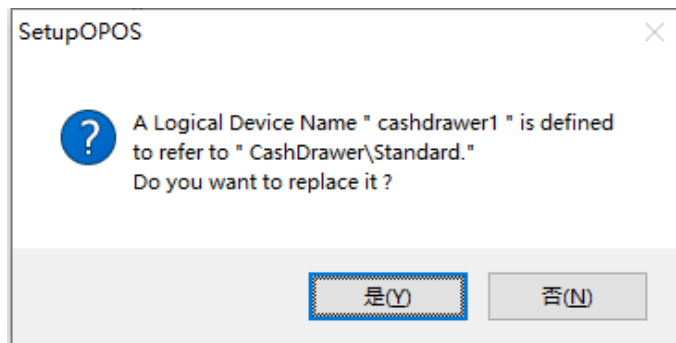 SetupOPOS
A Logical Device Name " cashdrawer1 " is defined
to refer to " CashDrawer\Standard."
Do you want to replace it ?
是(Y)
否(N)